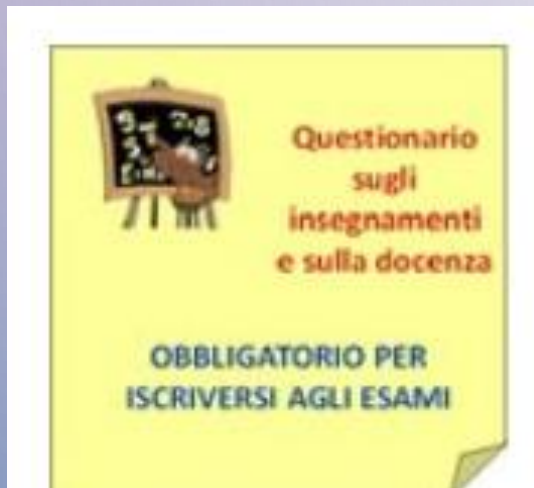 Questionario
sugli
insegnamenti
e sulla docenza
OBBLIGATORIO PER
ISCRIVERSI AGLI ESAMI